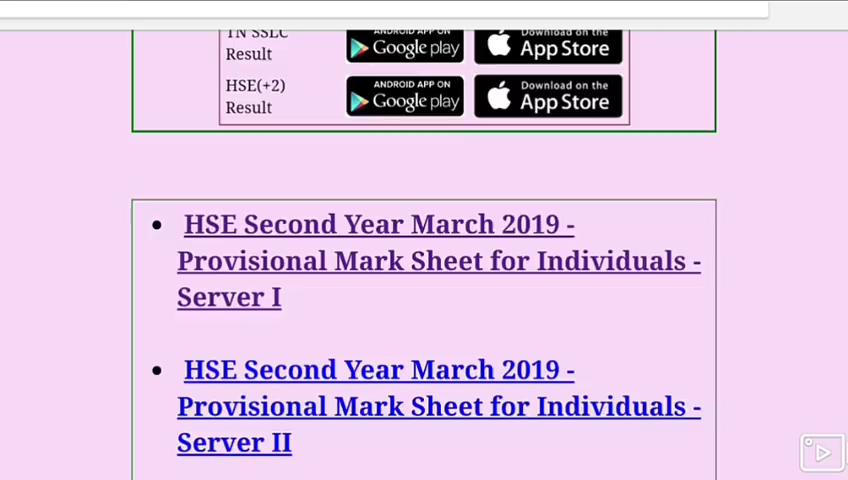 TN SSLC
Result
ANDROID APP ON
Google play
Download on the
App Store
HSE(+2)
Result
ANDROID APP ON
Google play
Download on the
App Store
HSE Second Year March 2019 -
Provisional Mark Sheet for Individuals -
Server I
HSE Second Year March 2019 -
Provisional Mark Sheet for Individuals -
Server II